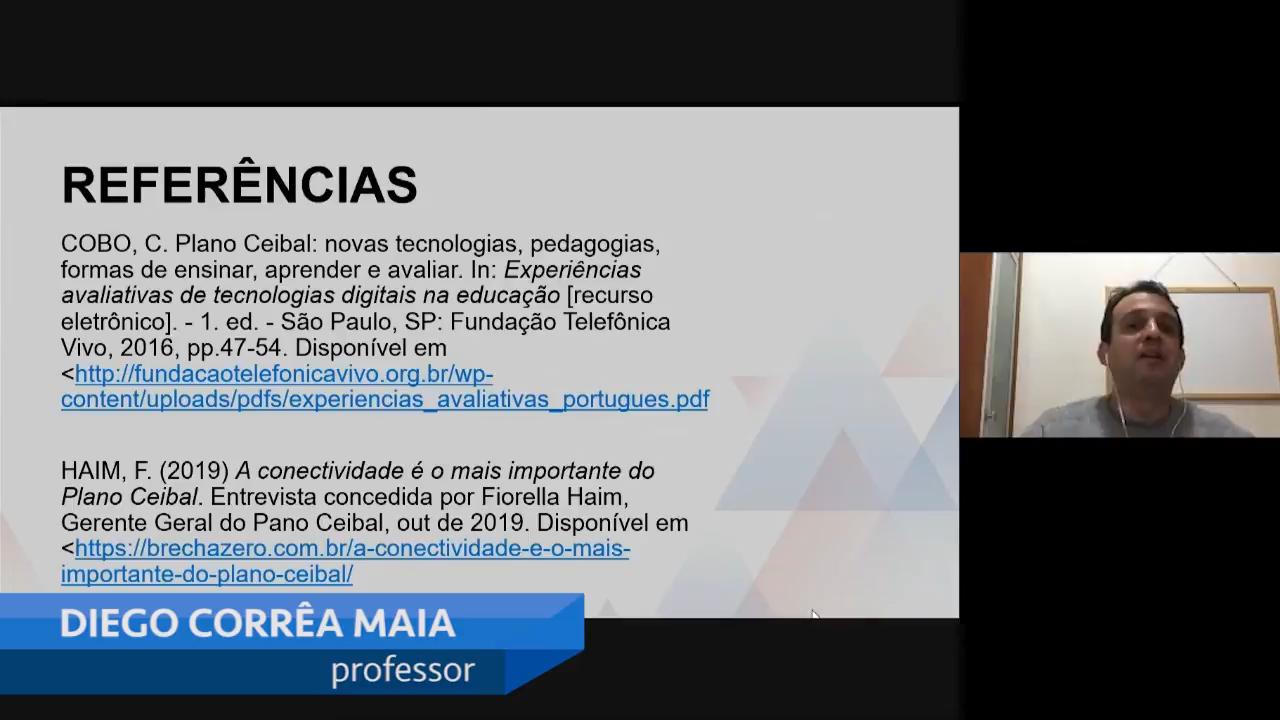 REFERÊNCIAS
COBO, C. Plano Ceibal: novas tecnologias, pedagogias,
formas de ensinar, aprender e avaliar. In: Experiências
avaliativas de tecnologias digitais na educação [recurso
eletrônico]. - 1. ed. - São Paulo, SP: Fundação Telefônica
Vivo, 2016, pp.47-54. Disponível em
<http://fundacaotelefonicavivo.org.br/wp-
content/uploads/pdfs/experiencias_avaliativas_portugues.pdf
HAIM, F. (2019) A conectividade é o mais importante do
Plano Ceibal. Entrevista concedida por Fiorella Haim,
Gerente Geral do Pano Ceibal, out de 2019. Disponível em
<https://brechazero.com.br/a-conectividade-e-o-mais-
importante-do-plano-ceibal/
DIEGO CORRÊA MAIA
professor